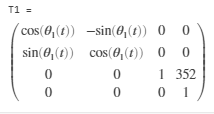 T1 =
cos(θ₁(t)) −sin(θ₁(t)) 0 0
sin(θ₁(t)) cos(θ₁(t)) 0 0
0 0 1 352
0 0 0 1